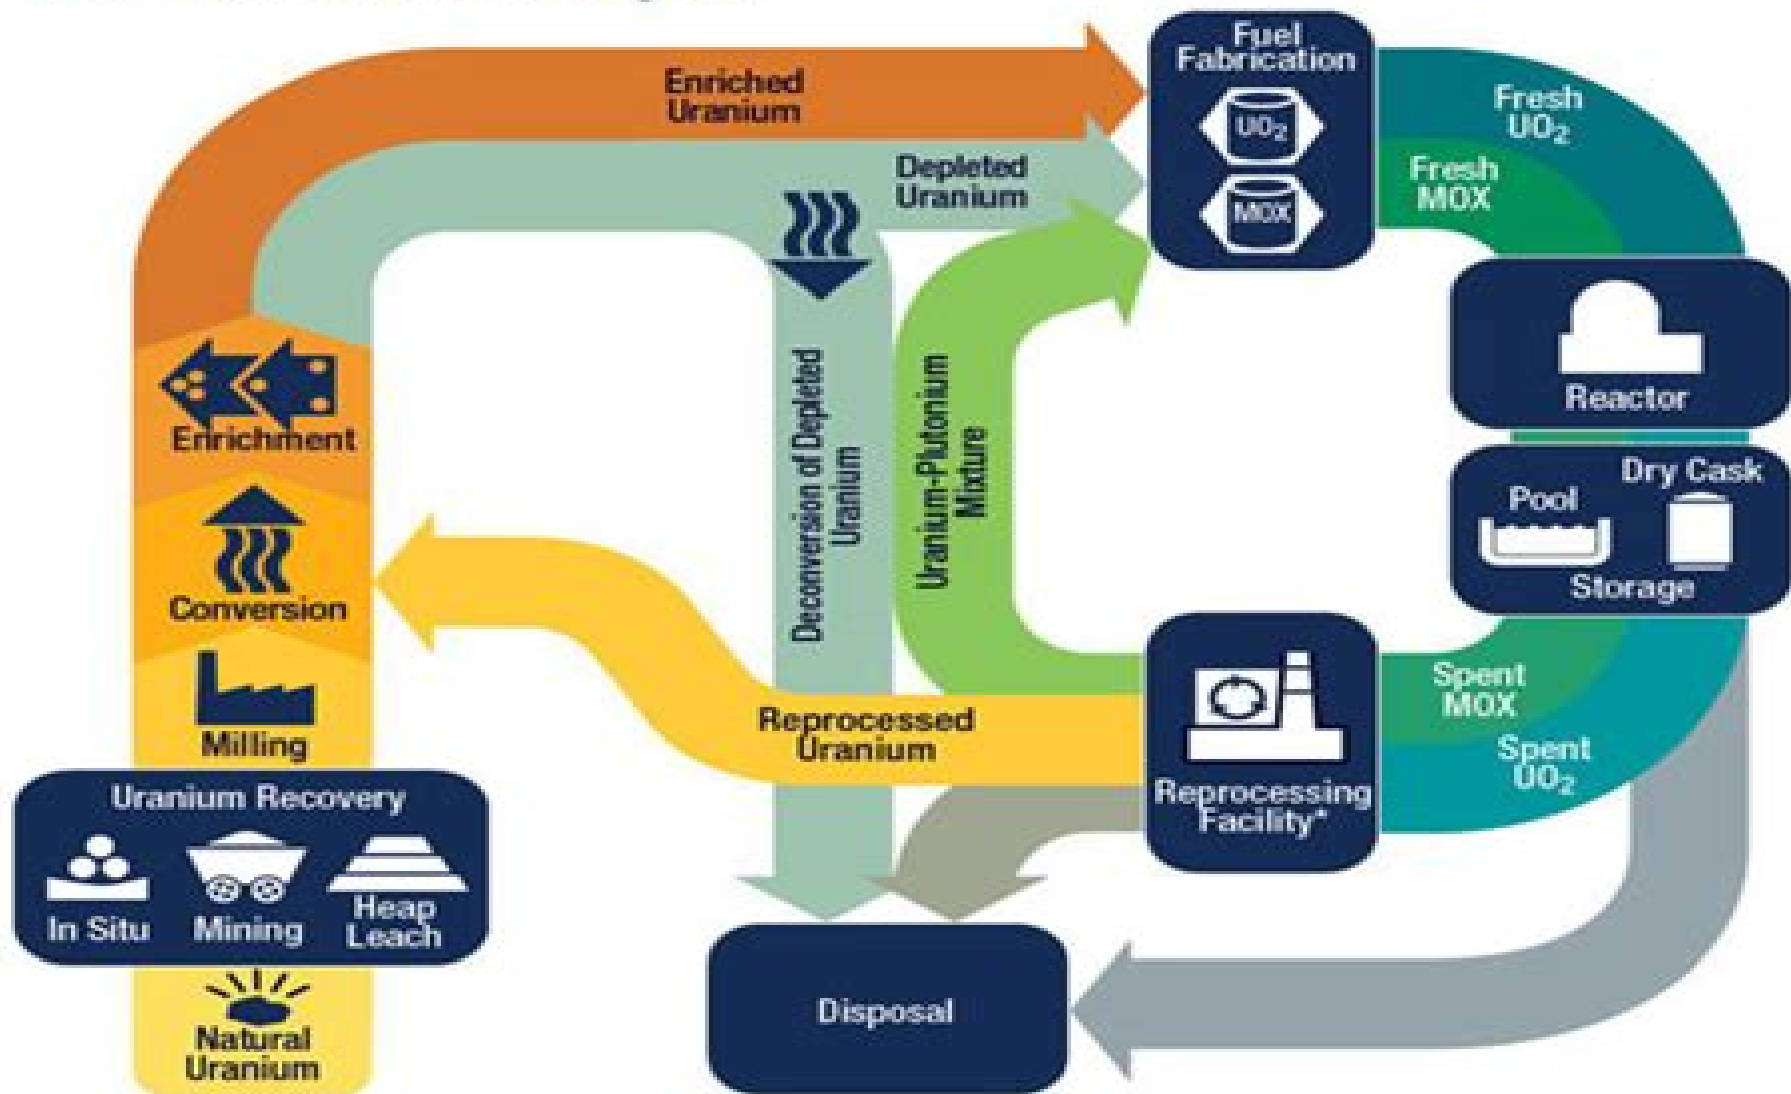 Fuel
Fabrication
UO₂
MOX
Enriched
Uranium
Depleted
Uranium
Fresh
UO₂
Fresh
MOX
Reactor
Dry Cask
Pool
Storage
Enrichment
Conversion
Milling
Deconversion of Depleted
Uranium
Uranium-Plutonium
Mixture
Reprocessed
Uranium
Reprocessing
Facility*
Spent
MOX
Spent
UO₂
Uranium Recovery
In Situ
Mining
Heap
Leach
Natural
Uranium
Disposal